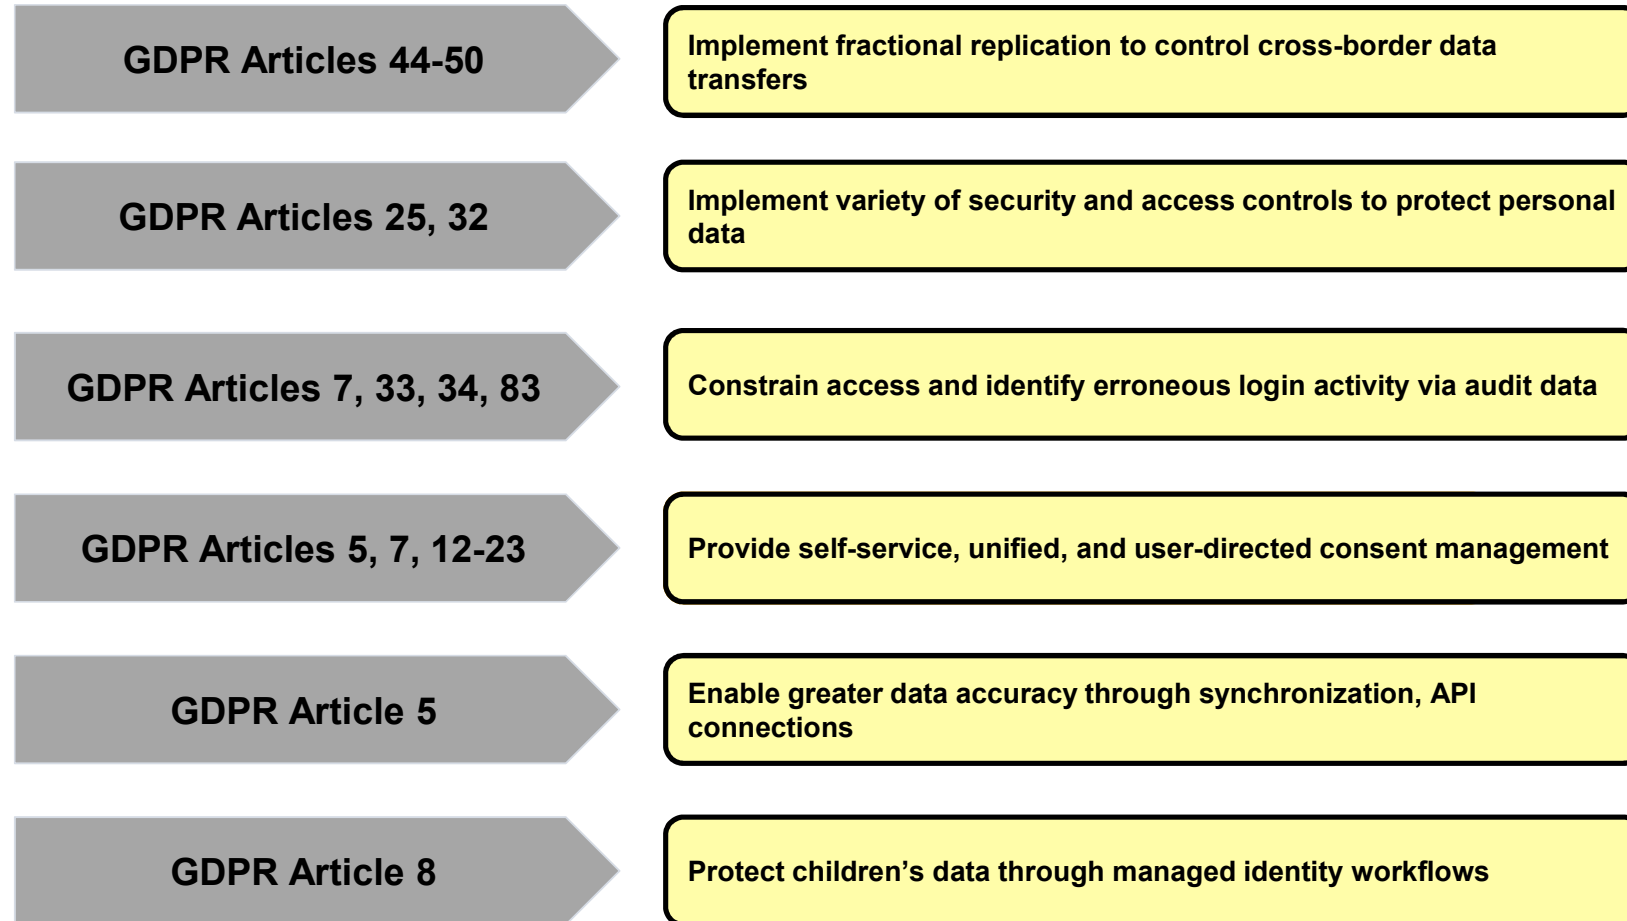 GDPR Articles 44-50
Implement fractional replication to control cross-border data
transfers
GDPR Articles 25, 32
Implement variety of security and access controls to protect personal
data
GDPR Articles 7, 33, 34, 83
Constrain access and identify erroneous login activity via audit data
GDPR Articles 5, 7, 12-23
Provide self-service, unified, and user-directed consent management
GDPR Article 5
Enable greater data accuracy through synchronization, API
connections
GDPR Article 8
Protect children’s data through managed identity workflows